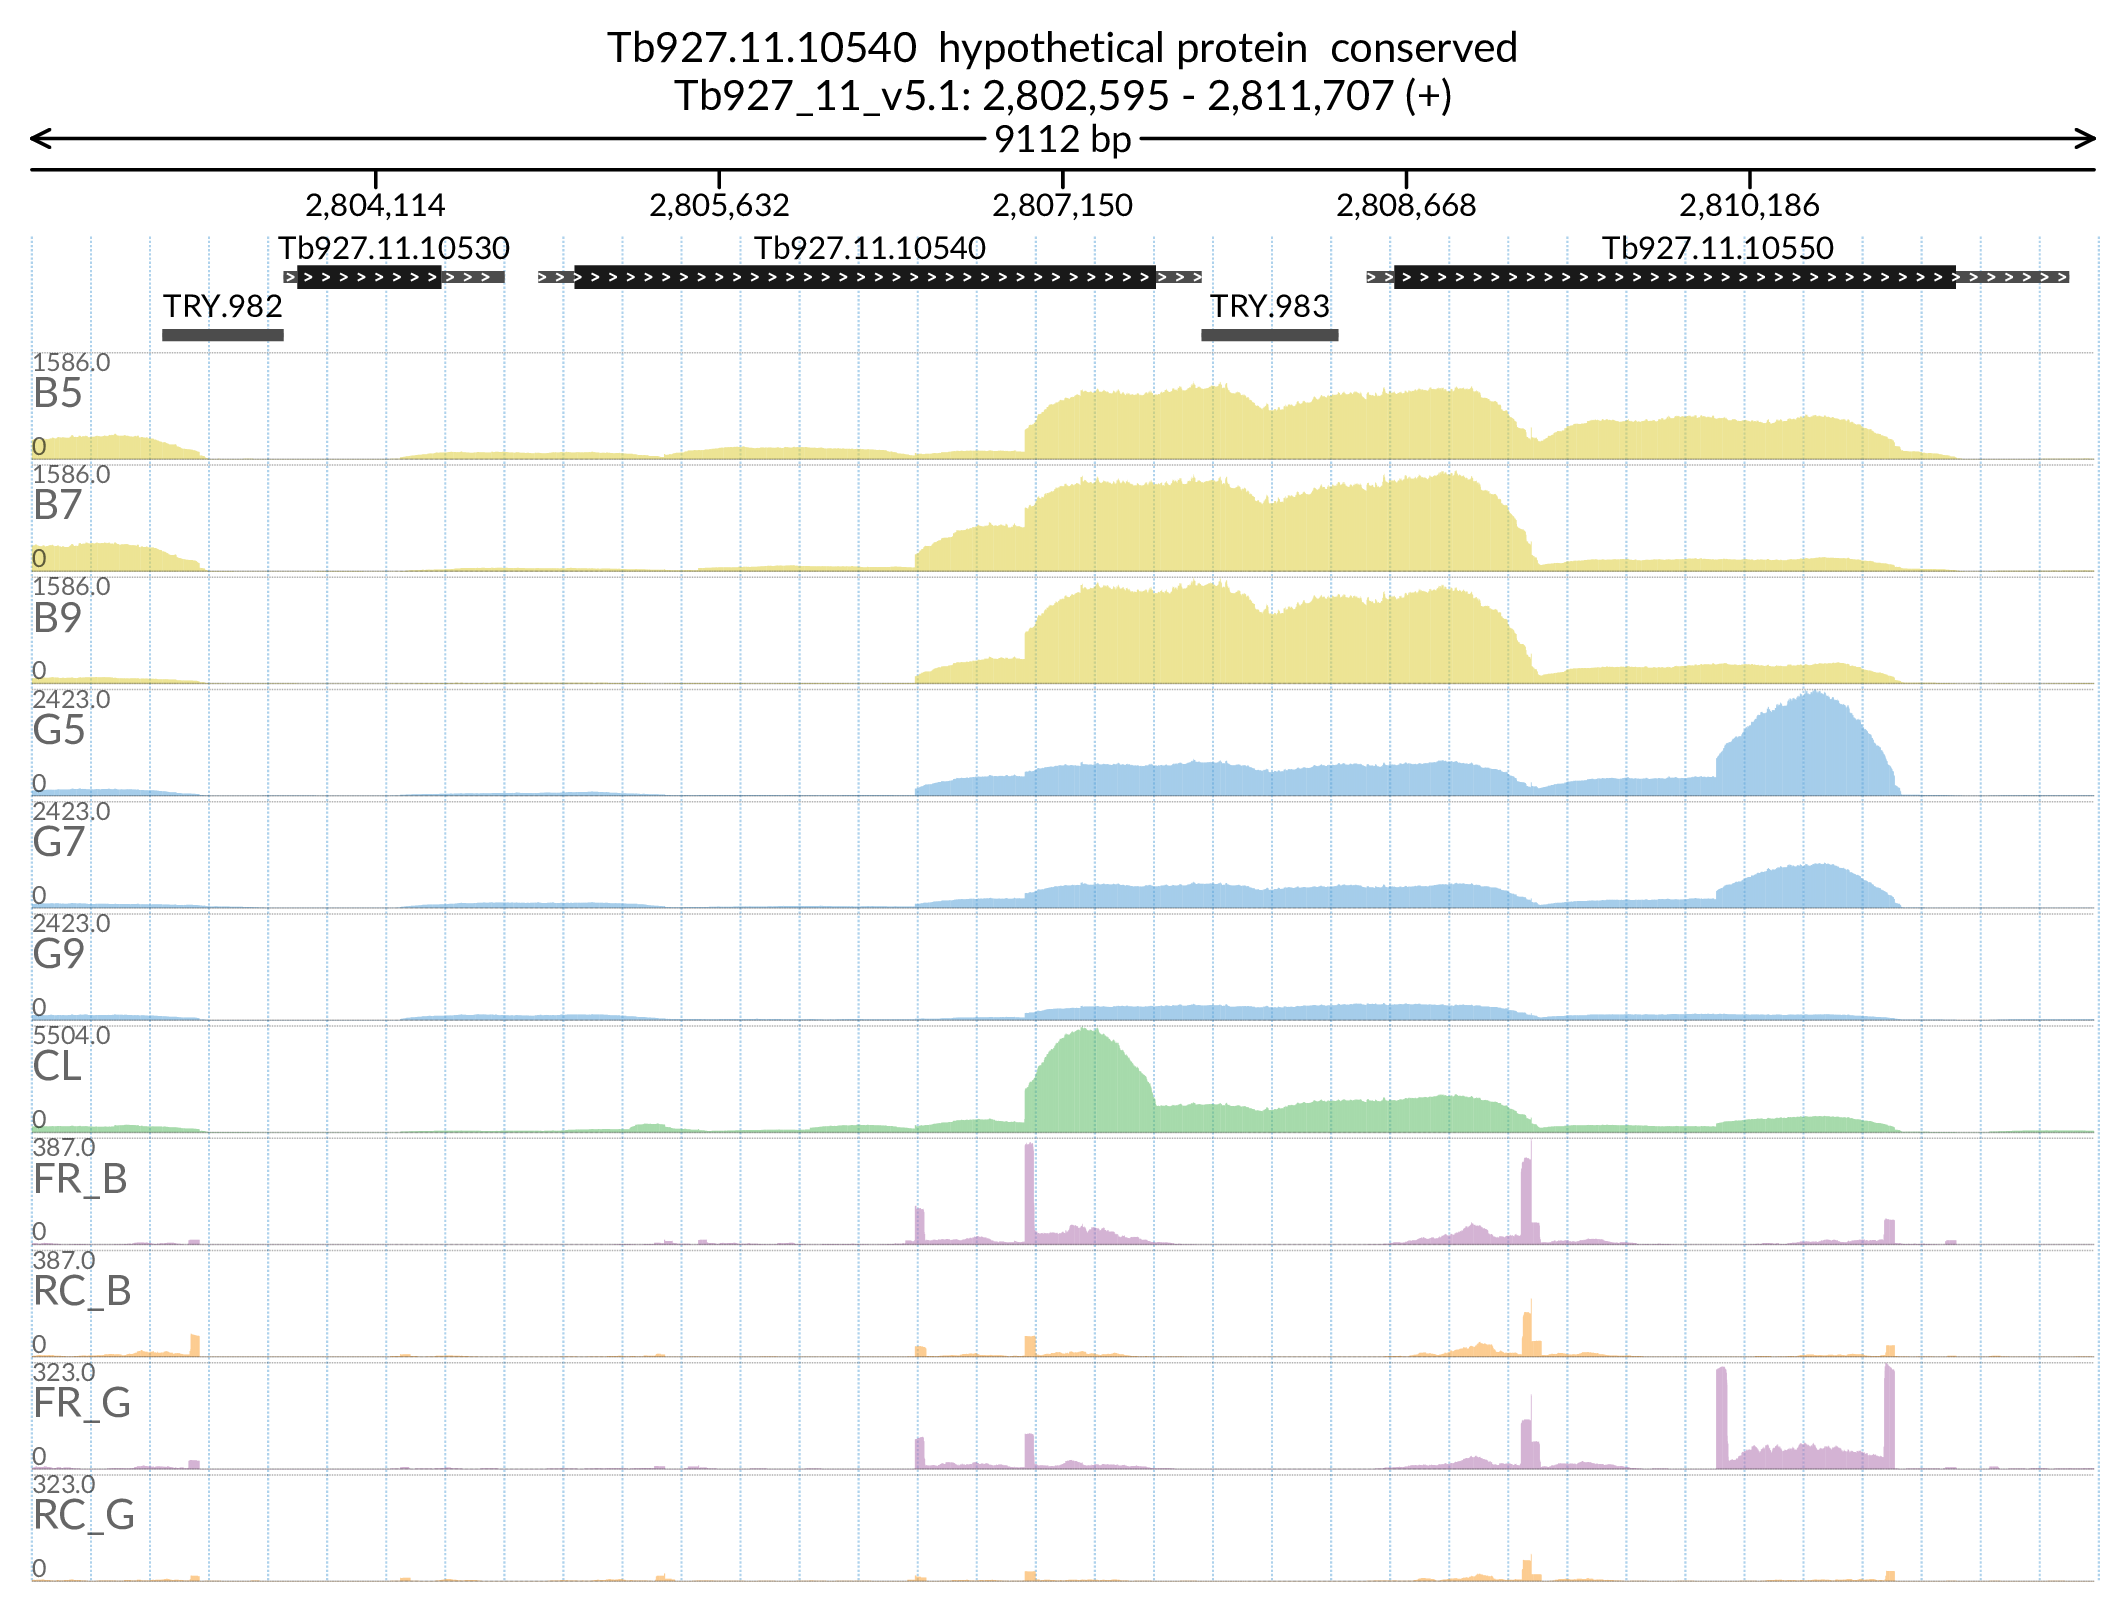 Tb927.11.10540  hypothetical protein  conserved
Tb927_11_v5.1: 2,802,595 - 2,811,707 (+)
9112 bp
2,804,114 2,805,632 2,807,150 2,808,668 2,810,186
Tb927.11.10530 Tb927.11.10540 Tb927.11.10550
TRY.982 TRY.983
1586.0
B5
0
1586.0
B7
0
1586.0
B9
0
2423.0
G5
0
2423.0
G7
0
2423.0
G9
0
5504.0
CL
0
387.0
FR_B
0
387.0
RC_B
0
323.0
FR_G
0
323.0
RC_G
0